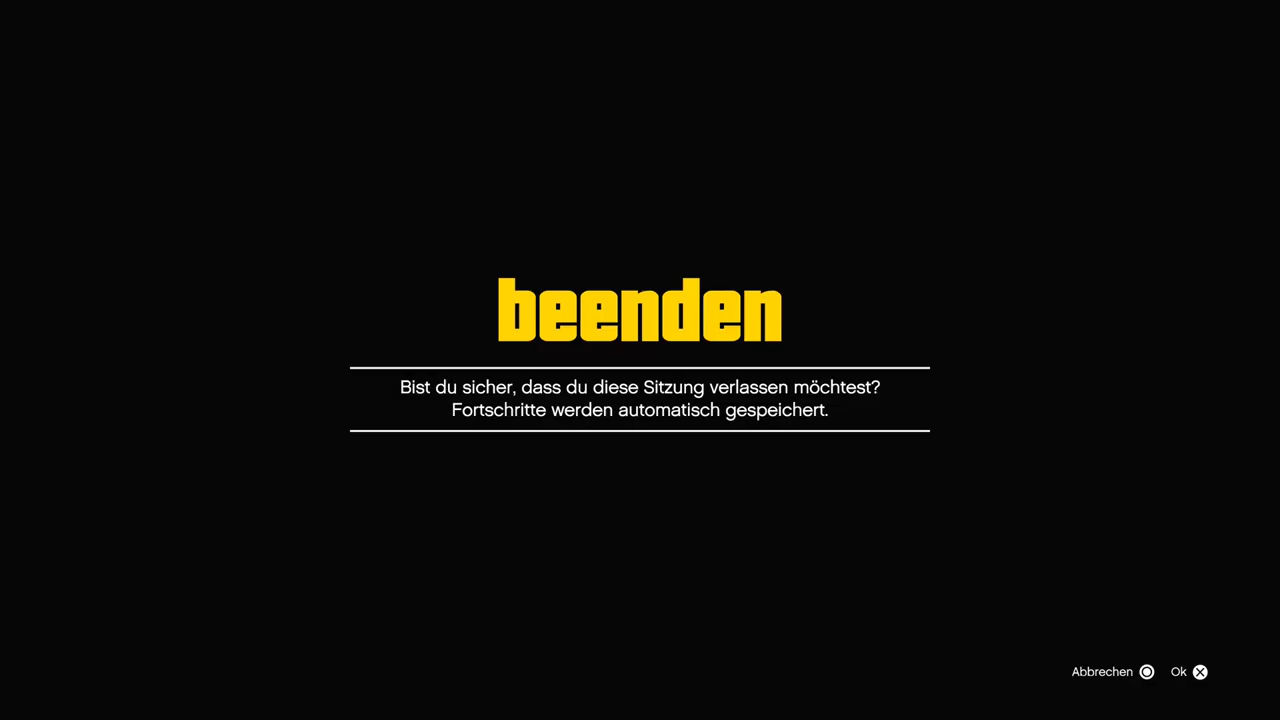 beenden
Bist du sicher, dass du diese Sitzung verlassen möchtest?
Fortschritte werden automatisch gespeichert.
Abbrechen Ok